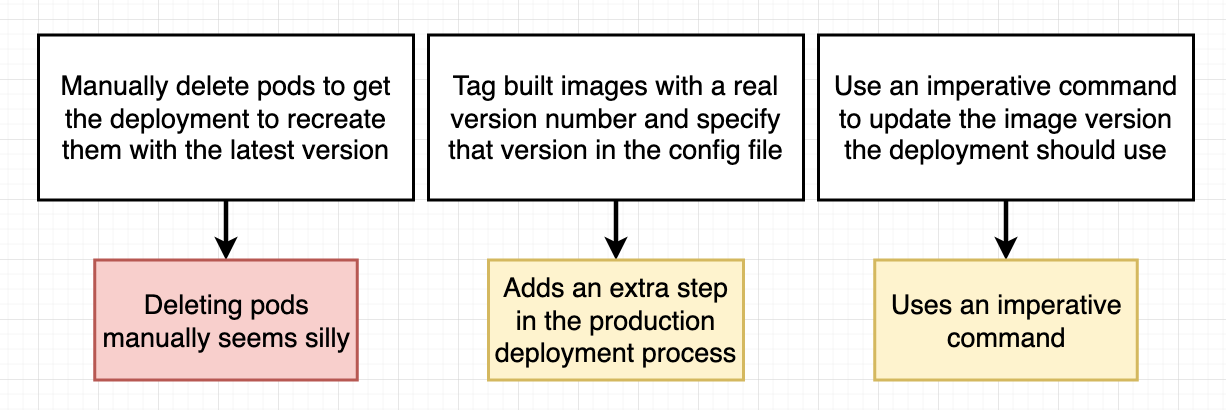 Manually delete pods to get
the deployment to recreate
them with the latest version
Tag built images with a real
version number and specify
that version in the config file
Use an imperative command
to update the image version
the deployment should use
Deleting pods
manually seems silly
Adds an extra step
in the production
deployment process
Uses an imperative
command